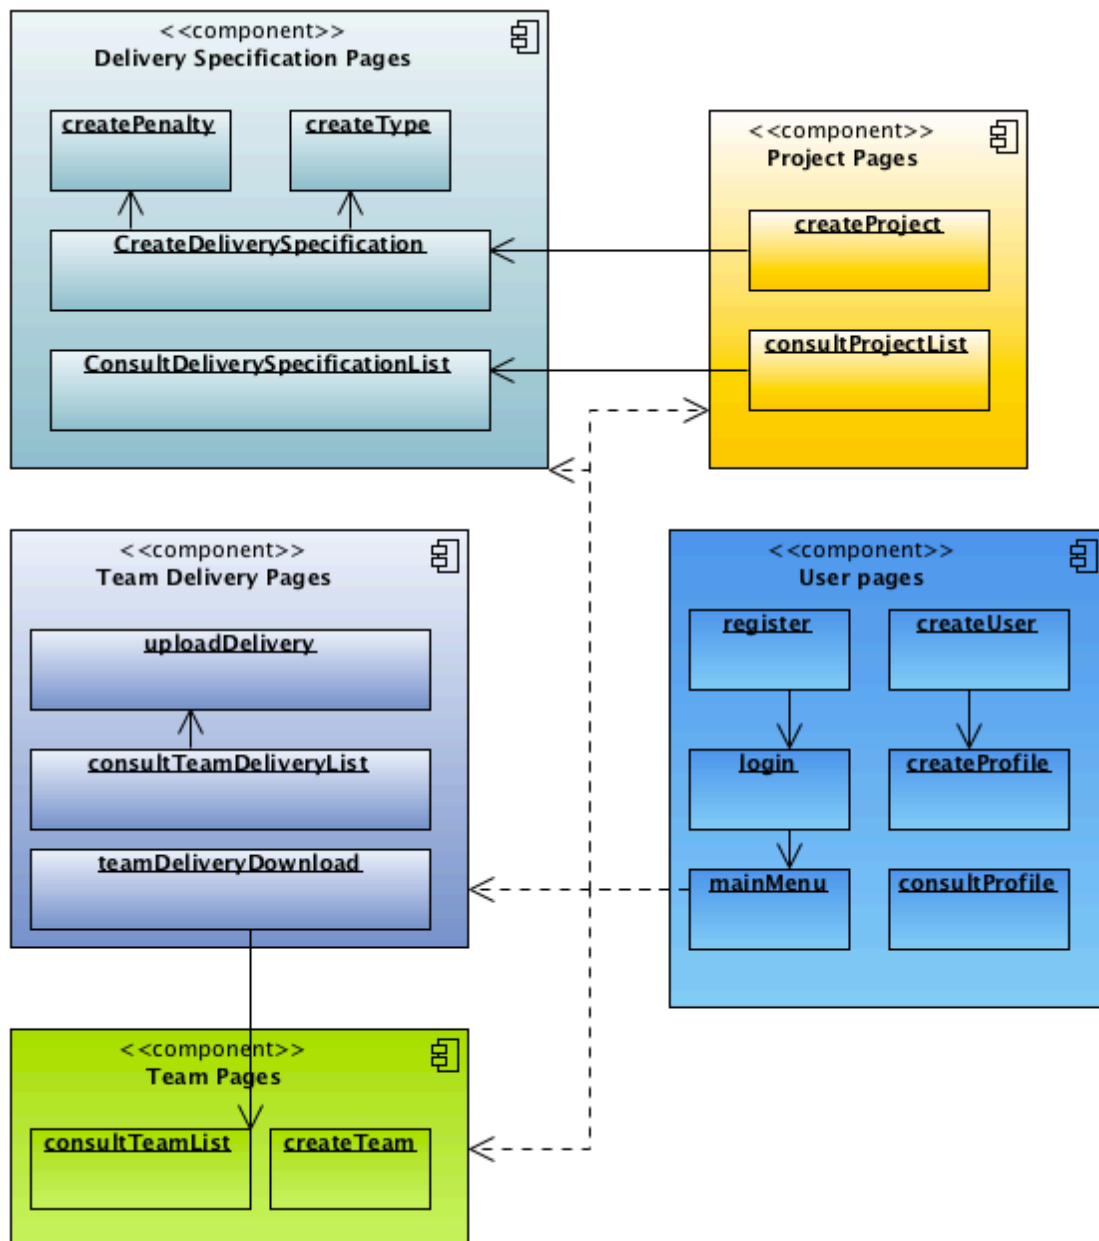 <<component>>
Delivery Specification Pages
createPenalty
createType
CreateDeliverySpecification
ConsultDeliverySpecificationList
<<component>>
Project Pages
createProject
consultProjectList
<<component>>
Team Delivery Pages
uploadDelivery
consultTeamDeliveryList
teamDeliveryDownload
<<component>>
User pages
register
createUser
login
createProfile
mainMenu
consultProfile
<<component>>
Team Pages
consultTeamList
createTeam